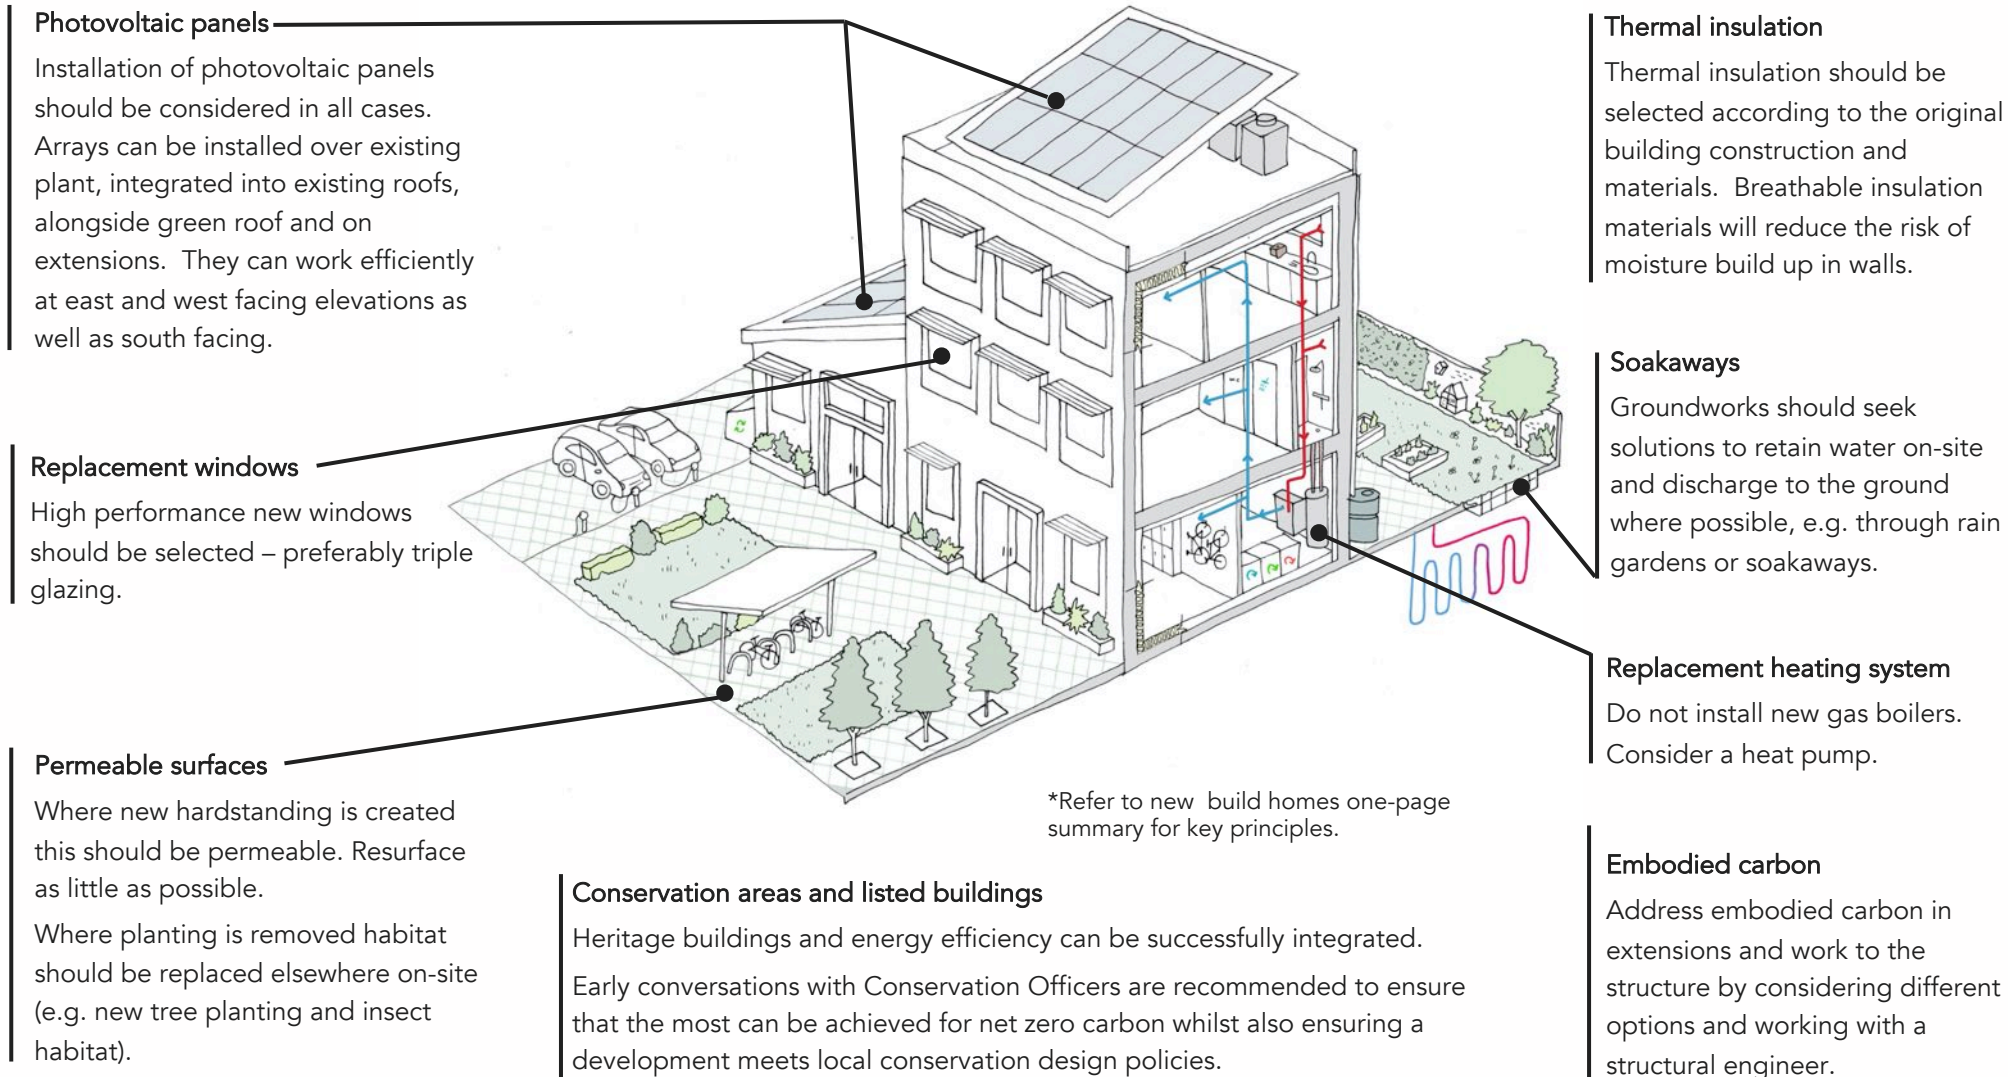 Photovoltaic panels
Installation of photovoltaic panels
should be considered in all cases.
Arrays can be installed over existing
plant, integrated into existing roofs,
alongside green roof and on
extensions.  They can work efficiently
at east and west facing elevations as
well as south facing.
Replacement windows
High performance new windows
should be selected – preferably triple
glazing.
Permeable surfaces
Where new hardstanding is created
this should be permeable. Resurface
as little as possible.
Where planting is removed habitat
should be replaced elsewhere on-site
(e.g. new tree planting and insect
habitat).
*Refer to new  build homes one-page
summary for key principles.
Conservation areas and listed buildings
Heritage buildings and energy efficiency can be successfully integrated.
Early conversations with Conservation Officers are recommended to ensure
that the most can be achieved for net zero carbon whilst also ensuring a
development meets local conservation design policies.
Thermal insulation
Thermal insulation should be
selected according to the original
building construction and
materials.  Breathable insulation
materials will reduce the risk of
moisture build up in walls.
Soakaways
Groundworks should seek
solutions to retain water on-site
and discharge to the ground
where possible, e.g. through rain
gardens or soakaways.
Replacement heating system
Do not install new gas boilers.
Consider a heat pump.
Embodied carbon
Address embodied carbon in
extensions and work to the
structure by considering different
options and working with a
structural engineer.